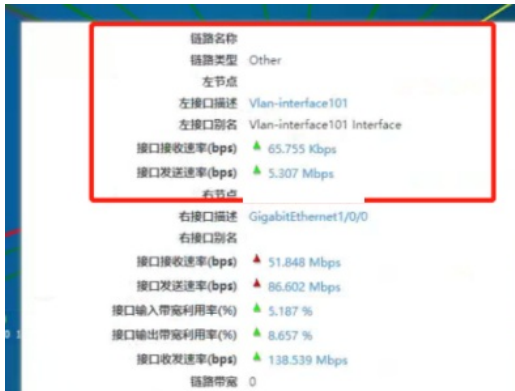 链路名称
链路类型 Other
左节点
左接口描述 Vlan-interface101
左接口别名 Vlan-interface101 Interface
接口接收速率(bps) 65.755 Kbps
接口发送速率(bps) 5.307 Mbps
右节点
右接口描述 GigabitEthernet1/0/0
右接口别名
接口接收速率(bps) 51.848 Mbps
接口发送速率(bps) 86.602 Mbps
接口输入带宽利用率(%) 5.187 %
接口输出带宽利用率(%) 8.657 %
接口收发速率(bps) 138.539 Mbps
链路带宽 0